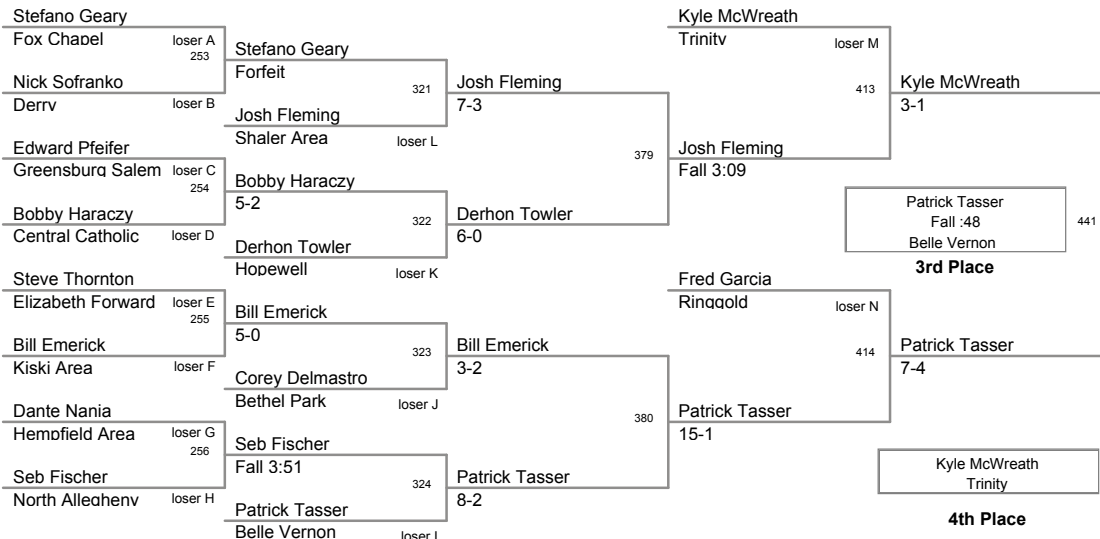 Stefano Geary
Fox Chapel
loser A
253
Nick Sofranko
Derry
loser B
Edward Pfeifer
Greensburg Salem
loser C
254
Bobby Haraczy
Central Catholic
loser D
Steve Thornton
Elizabeth Forward
loser E
255
Bill Emerick
Kiski Area
loser F
Dante Nania
Hempfield Area
loser G
256
Seb Fischer
North Allegheny
loser H
Stefano Geary
Forfeit
321
Josh Fleming
Shaler Area
loser L
Bobby Haraczy
5-2
322
Derhon Towler
Hopewell
loser K
Bill Emerick
5-0
323
Corey Delmastro
Bethel Park
loser J
Seb Fischer
Fall 3:51
324
Patrick Tasser
Belle Vernon
loser I
Josh Fleming
7-3
379
Derhon Towler
6-0
Bill Emerick
3-2
380
Patrick Tasser
8-2
Kyle McWreath
Trinity
loser M
413
Josh Fleming
Fall 3:09
Fred Garcia
Ringgold
loser N
414
Patrick Tasser
15-1
Kyle McWreath
3-1
Patrick Tasser
Fall :48
Belle Vernon
441
3rd Place
Patrick Tasser
7-4
Kyle McWreath
Trinity
4th Place